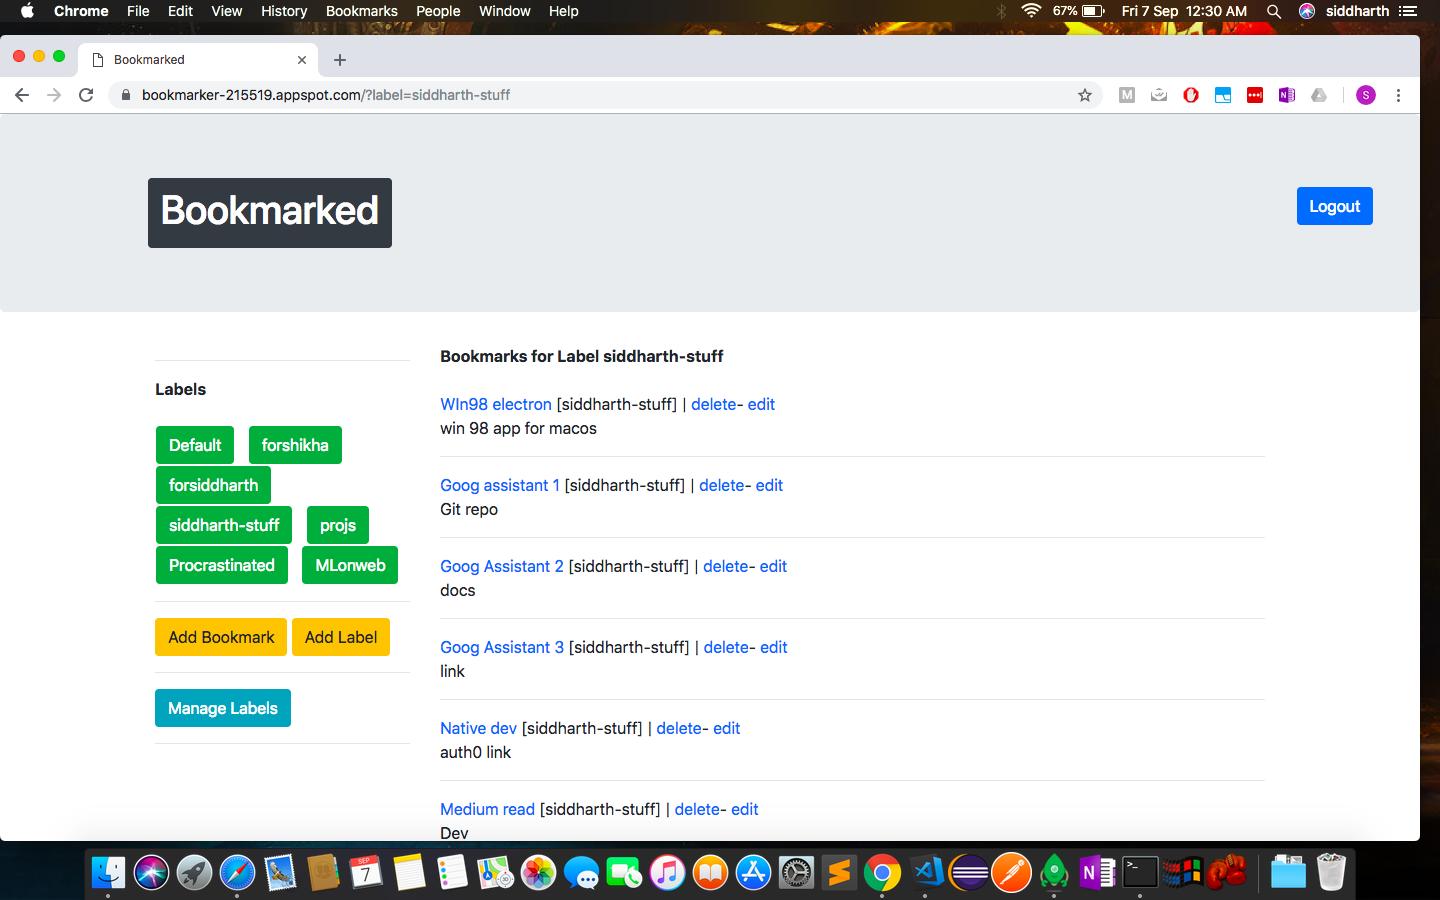 Chrome File Edit View History Bookmarks People Window Help 67% Fri 7 Sep 12:30 AM siddharth
Bookmarked
bookmarker-215519.appspot.com/?label=siddharth-stuff M N S
Bookmarked
Logout
Labels
Default forshikha
forsiddharth
siddharth-stuff projs
Procrastinated MLonweb
Add Bookmark Add Label
Manage Labels
Bookmarks for Label siddharth-stuff
WIn98 electron [siddharth-stuff] | delete- edit
win 98 app for macos
Goog assistant 1 [siddharth-stuff] | delete- edit
Git repo
Goog Assistant 2 [siddharth-stuff] | delete- edit
docs
Goog Assistant 3 [siddharth-stuff] | delete- edit
link
Native dev [siddharth-stuff] | delete- edit
auth0 link
Medium read [siddharth-stuff] | delete- edit
Dev
SEP
7
N